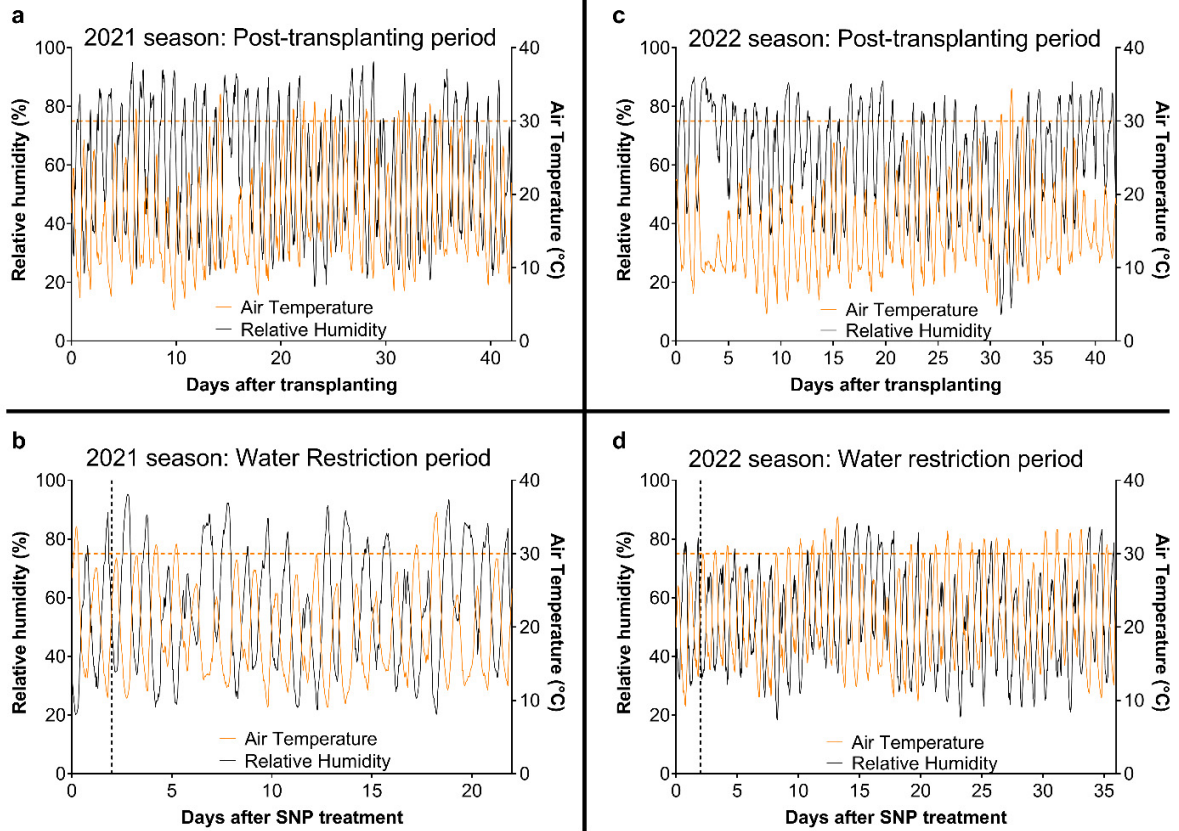 a
2021 season: Post-transplanting period
Relative humidity (%)
100
80
60
40
20
0
40
30
20
10
0
Air Temperature (°C)
Air Temperature
Relative Humidity
0 10 20 30 40
Days after transplanting
c
2022 season: Post-transplanting period
Relative humidity (%)
100
80
60
40
20
0
40
30
20
10
0
Air Temperature (°C)
Air Temperature
Relative Humidity
0 5 10 15 20 25 30 35 40
Days after transplanting
b
2021 season: Water Restriction period
Relative humidity (%)
100
80
60
40
20
0
40
30
20
10
0
Air Temperature (°C)
Air Temperature
Relative Humidity
0 5 10 15 20
Days after SNP treatment
d
2022 season: Water restriction period
Relative humidity (%)
100
80
60
40
20
0
40
30
20
10
0
Air Temperature (°C)
Air Temperature
Relative Humidity
0 5 10 15 20 25 30 35
Days after SNP treatment